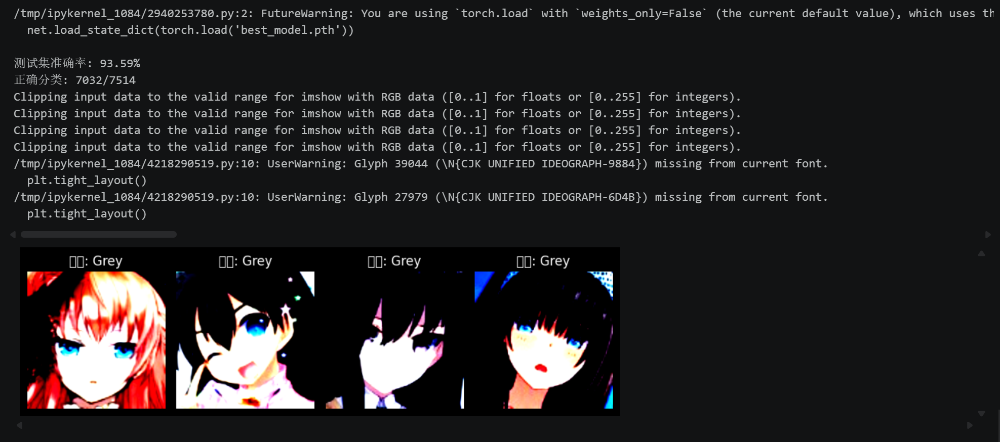 /tmp/ipykernel_1084/2940253780.py:2: FutureWarning: You are using `torch.load` with `weights_only=False` (the current default value), which uses th
  net.load_state_dict(torch.load('best_model.pth'))
测试集准确率: 93.59%
正确分类: 7032/7514
Clipping input data to the valid range for imshow with RGB data ([0..1] for floats or [0..255] for integers).
Clipping input data to the valid range for imshow with RGB data ([0..1] for floats or [0..255] for integers).
Clipping input data to the valid range for imshow with RGB data ([0..1] for floats or [0..255] for integers).
Clipping input data to the valid range for imshow with RGB data ([0..1] for floats or [0..255] for integers).
/tmp/ipykernel_1084/4218290519.py:10: UserWarning: Glyph 39044 (\N{CJK UNIFIED IDEOGRAPH-9884}) missing from current font.
  plt.tight_layout()
/tmp/ipykernel_1084/4218290519.py:10: UserWarning: Glyph 27979 (\N{CJK UNIFIED IDEOGRAPH-6D4B}) missing from current font.
  plt.tight_layout()
▯▯: Grey
▯▯: Grey
▯▯: Grey
▯▯: Grey